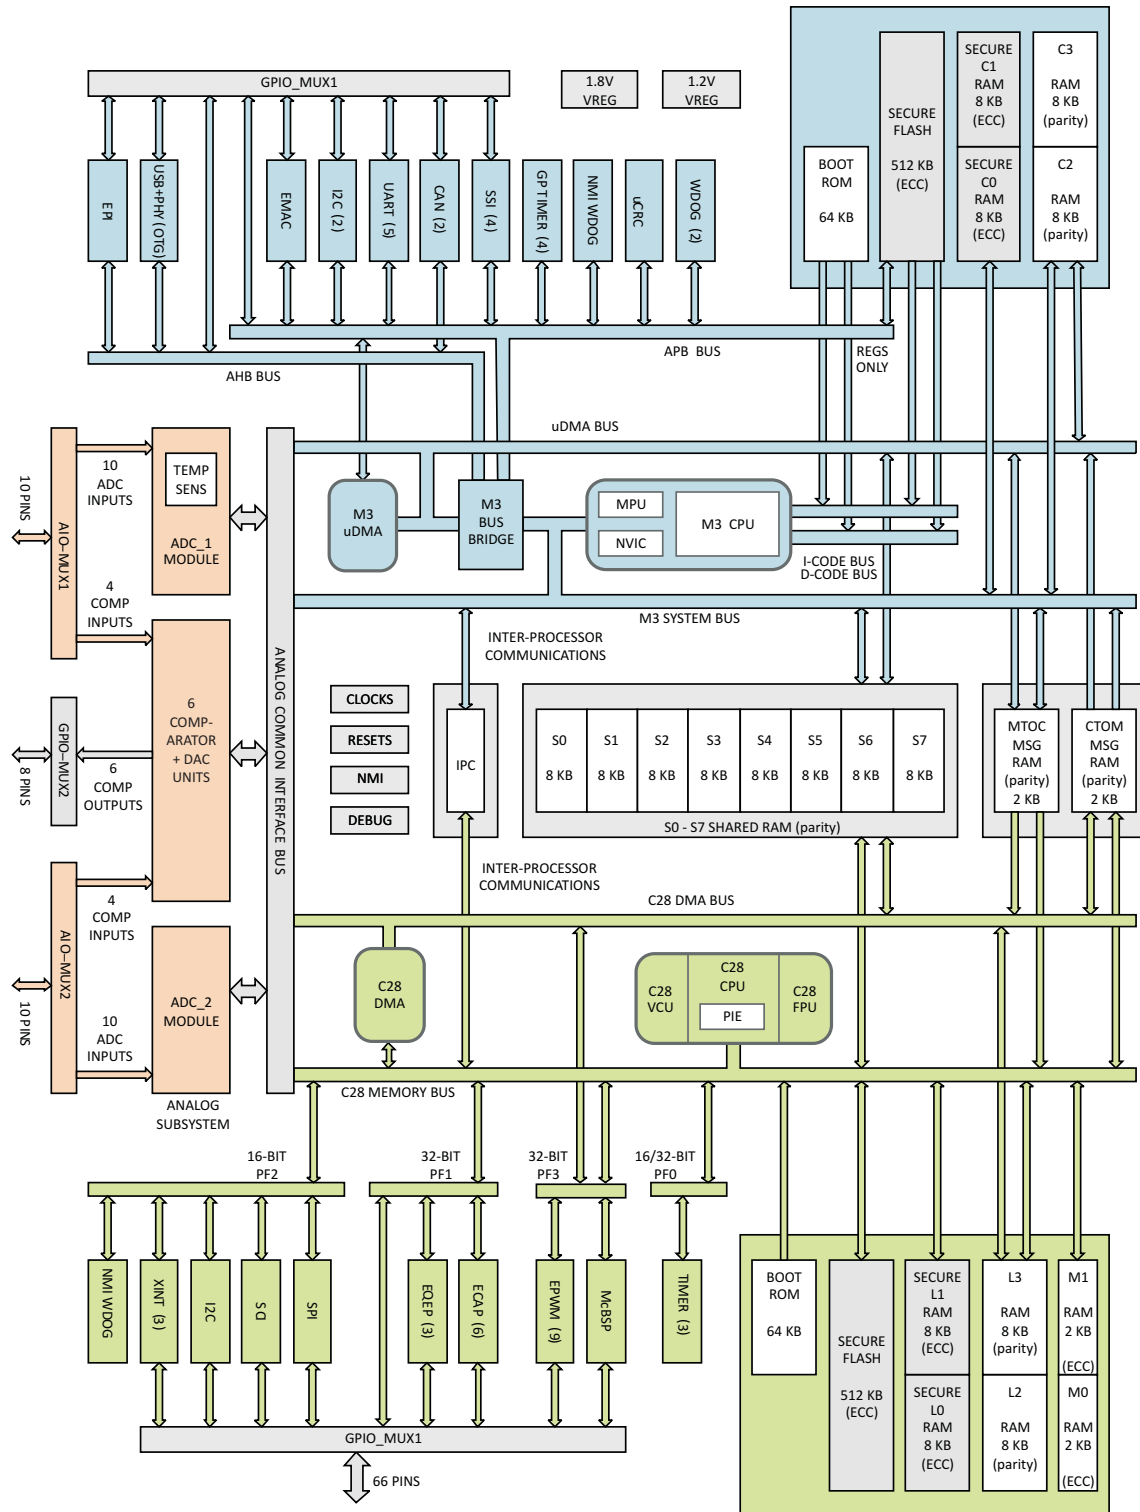 GPIO_MUX1
1.8V
VREG
1.2V
VREG
EPI
USB+PHY (OTG)
EMAC
I2C (2)
UART (5)
CAN (2)
SSI (4)
GP TIMER (4)
NMI WDOG
uCRC
WDOG (2)
BOOT
ROM
64 KB
SECURE
FLASH
512 KB
(ECC)
SECURE
C1
RAM
8 KB
(ECC)
SECURE
C0
RAM
8 KB
(ECC)
C3
RAM
8 KB
(parity)
C2
RAM
8 KB
(parity)
APB BUS
REGS
ONLY
AHB BUS
uDMA BUS
10 PINS
AIO-MUX1
10
ADC
INPUTS
4
COMP
INPUTS
TEMP
SENS
ADC_1
MODULE
M3
uDMA
M3
BUS
BRIDGE
MPU
NVIC
M3 CPU
I-CODE BUS
D-CODE BUS
M3 SYSTEM BUS
INTER-PROCESSOR
COMMUNICATIONS
ANALOG COMMON INTERFACE BUS
8 PINS
GPIO-MUX2
6
COMP
OUTPUTS
6
COMP-
ARATOR
+ DAC
UNITS
CLOCKS
RESETS
NMI
DEBUG
IPC
S0
8 KB
S1
8 KB
S2
8 KB
S3
8 KB
S4
8 KB
S5
8 KB
S6
8 KB
S7
8 KB
S0 - S7 SHARED RAM (parity)
MTOC
MSG
RAM
(parity)
2 KB
CTOM
MSG
RAM
(parity)
2 KB
INTER-PROCESSOR
COMMUNICATIONS
C28 DMA BUS
10 PINS
AIO-MUX2
4
COMP
INPUTS
10
ADC
INPUTS
ADC_2
MODULE
ANALOG
SUBSYSTEM
C28
DMA
C28
VCU
C28
CPU
PIE
C28
FPU
C28 MEMORY BUS
16-BIT
PF2
32-BIT
PF1
32-BIT
PF3
16/32-BIT
PF0
NMI WDOG
XINT (3)
I2C
SCI
SPI
EQEP (3)
ECAP (6)
EPWM (9)
McBSP
TIMER (3)
GPIO_MUX1
66 PINS
BOOT
ROM
64 KB
SECURE
FLASH
512 KB
(ECC)
SECURE
L1
RAM
8 KB
(ECC)
SECURE
L0
RAM
8 KB
(ECC)
L3
RAM
8 KB
(parity)
L2
RAM
8 KB
(parity)
M1
RAM
2 KB
(ECC)
M0
RAM
2 KB
(ECC)